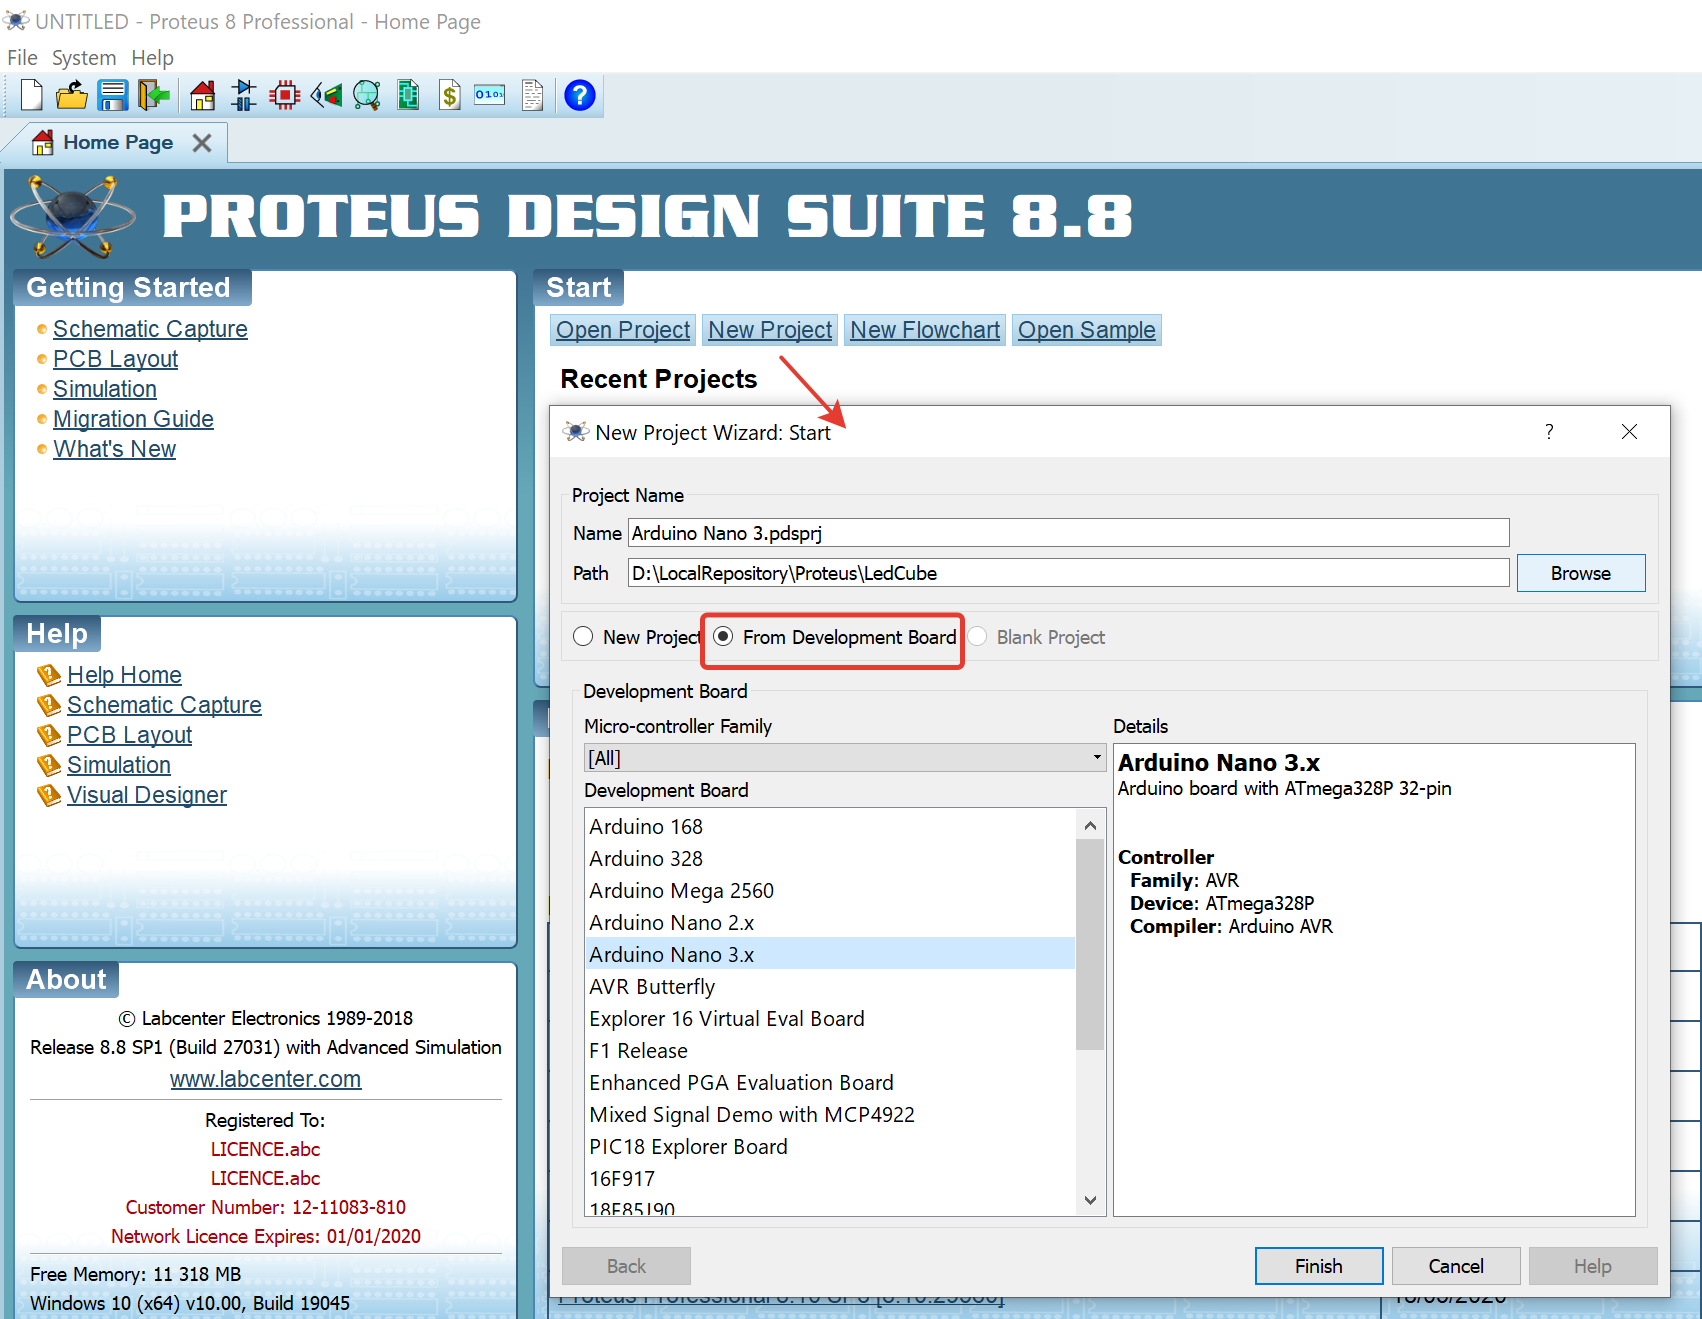 UNTITLED - Proteus 8 Professional - Home Page
File System Help
Home Page
PROTEUS DESIGN SUITE 8.8
Getting Started
Schematic Capture
PCB Layout
Simulation
Migration Guide
What's New
Help
Help Home
Schematic Capture
PCB Layout
Simulation
Visual Designer
About
© Labcenter Electronics 1989-2018
Release 8.8 SP1 (Build 27031) with Advanced Simulation
www.labcenter.com
Registered To:
LICENCE.abc
LICENCE.abc
Customer Number: 12-11083-810
Network Licence Expires: 01/01/2020
Free Memory: 11 318 MB
Windows 10 (x64) v10.00, Build 19045
Start
Open Project New Project New Flowchart Open Sample
Recent Projects
New Project Wizard: Start
Project Name
Name Arduino Nano 3.pdsprj
Path D:\LocalRepository\Proteus\LedCube Browse
New Project From Development Board Blank Project
Development Board
Micro-controller Family
[All]
Development Board
Arduino 168
Arduino 328
Arduino Mega 2560
Arduino Nano 2.x
Arduino Nano 3.x
AVR Butterfly
Explorer 16 Virtual Eval Board
F1 Release
Enhanced PGA Evaluation Board
Mixed Signal Demo with MCP4922
PIC18 Explorer Board
16F917
18F85J90
Details
Arduino Nano 3.x
Arduino board with ATmega328P 32-pin
Controller
Family: AVR
Device: ATmega328P
Compiler: Arduino AVR
Back Finish Cancel Help